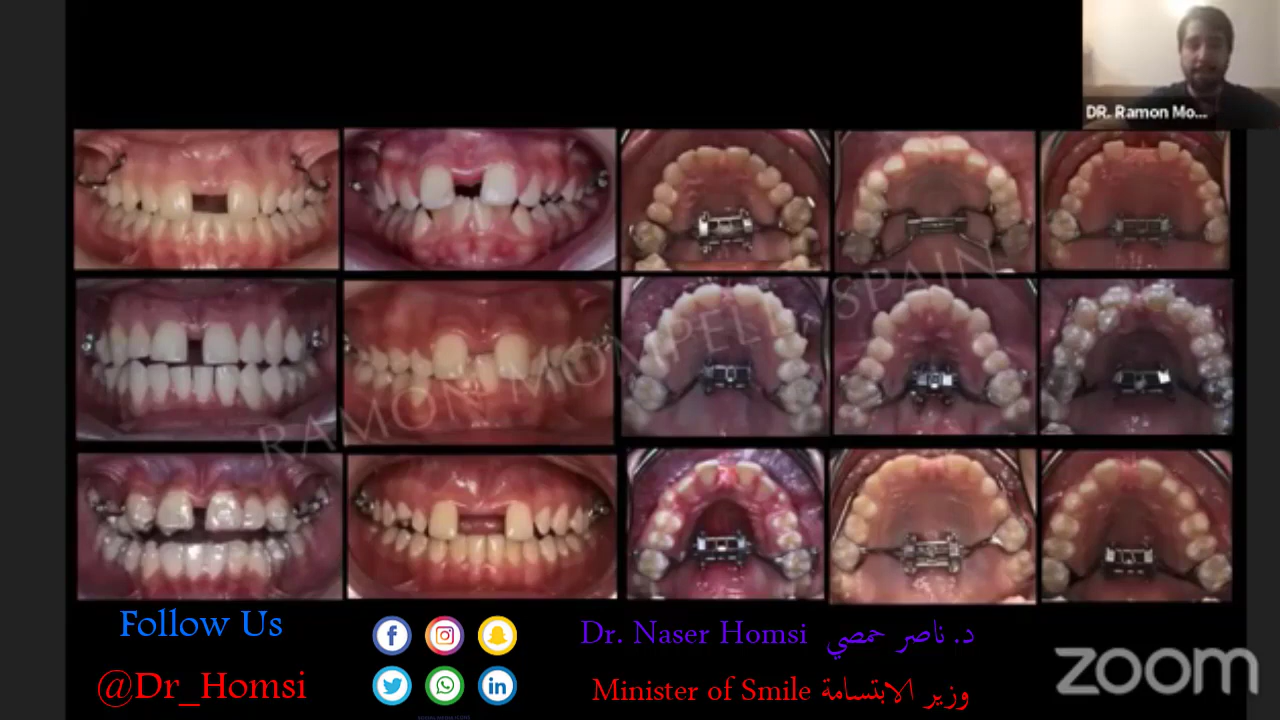 DR. Ramon Mo...
RAMON MOMPELL SPAIN
Follow Us
@Dr_Homsi
Dr. Naser Homsi د. ناصر حمصي
Minister of Smile وزير الابتسامة
zoom